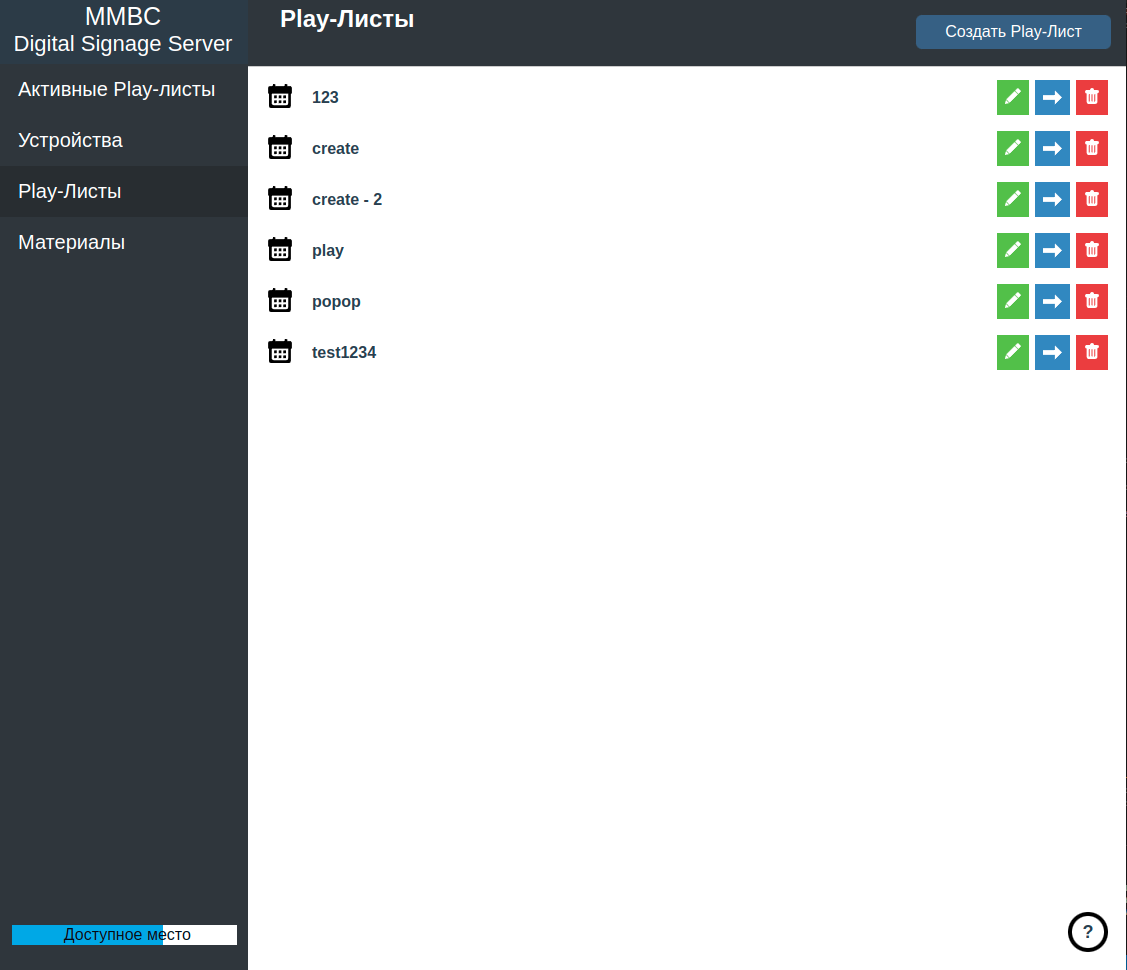 MMBC
Digital Signage Server
Активные Play-листы
Устройства
Play-Листы
Материалы
Доступное место
Play-Листы
Создать Play-Лист
123
create
create - 2
play
popop
test1234
?